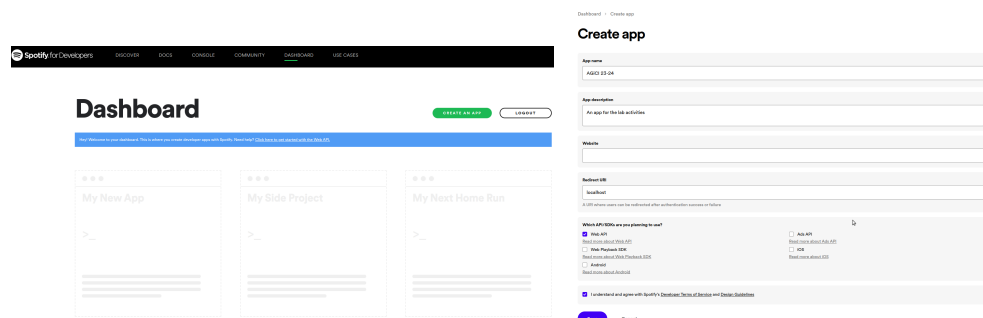 Spotify for Developers
DISCOVER
DOCS
CONSOLE
COMMUNITY
DASHBOARD
USE CASES
Dashboard
CREATE AN APP
LOGOUT
Hey! Welcome to your dashboard. This is where you create developer apps with Spotify. Need help? Click here to get started with the Web API.
My New App
>_
My Side Project
>_
My Next Home Run
>_
Dashboard • Create app
Create app
App name
AGICI 23-24
App description
An app for the lab activities
Website
Redirect URI
localhost
A URI where users can be redirected after authentication success or failure
Which API/SDKs are you planning to use?
Web API
Read more about Web API
Web Playback SDK
Read more about Web Playback SDK
Android
Read more about Android
Ads API
Read more about Ads API
iOS
Read more about iOS
I understand and agree with Spotify's Developer Terms of Service and Design Guidelines